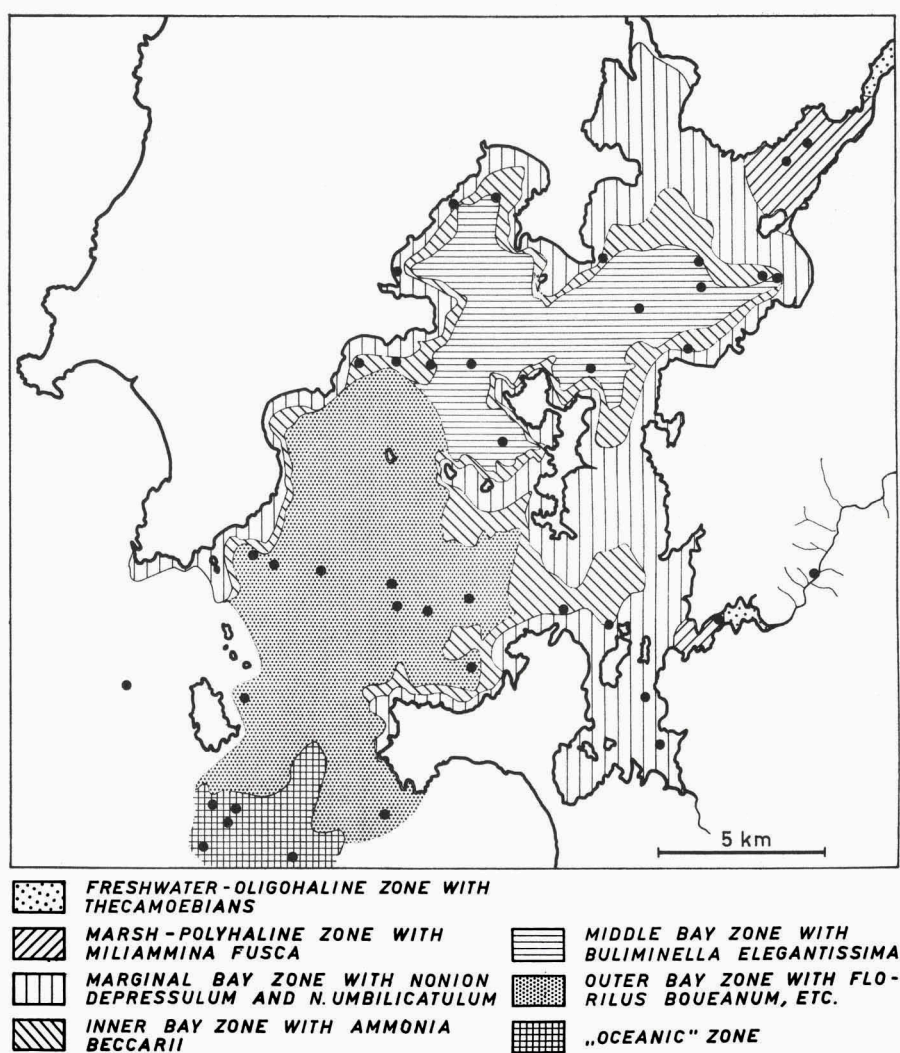 5 km
FRESHWATER-OLIGOHALINE ZONE WITH
THECAMOEBIANS
MARSH-POLYHALINE ZONE WITH
MILIAMMINA FUSCA
MARGINAL BAY ZONE WITH NONION
DEPRESSULUM AND N. UMBILICATULUM
INNER BAY ZONE WITH AMMONIA
BECCARII
MIDDLE BAY ZONE WITH
BULIMINELLA ELEGANTISSIMA
OUTER BAY ZONE WITH FLO-
RILUS BOUEANUM, ETC.
„OCEANIC" ZONE